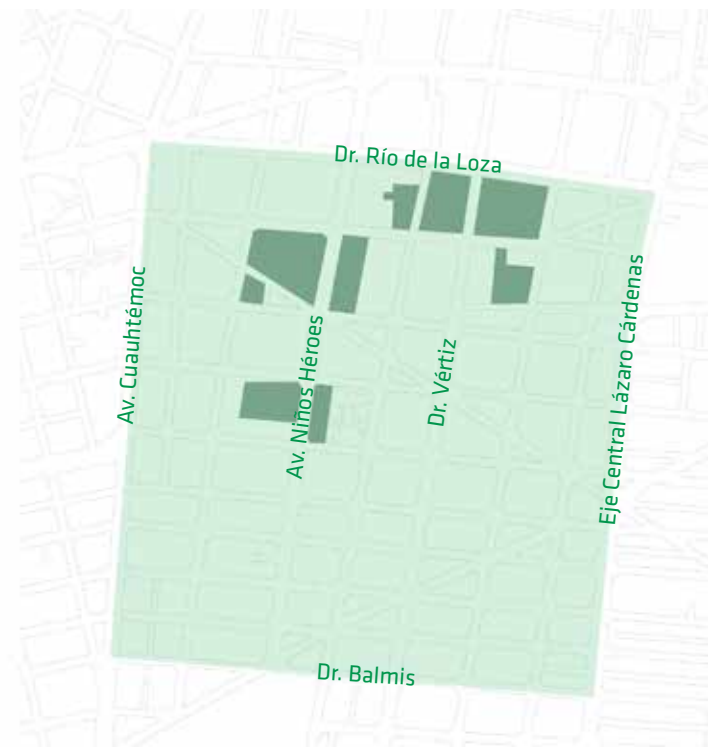 Dr. Río de la Loza
Av. Cuauhtémoc
Av. Niños Héroes
Dr. Vértiz
Eje Central Lázaro Cárdenas
Dr. Balmis